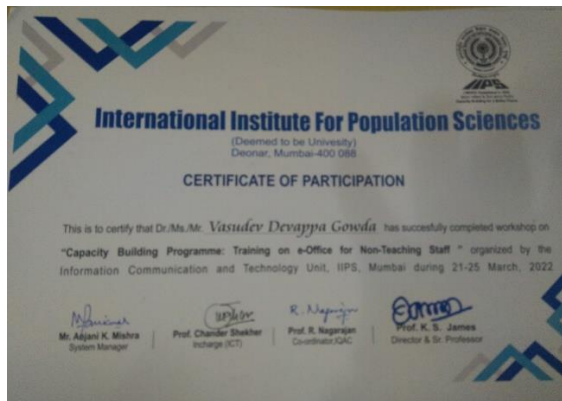 IIPS
International Institute For Population Sciences
(Deemed to be Univesity)
Deonar, Mumbai-400 088
CERTIFICATE OF PARTICIPATION
This is to certify that Dr./Ms./Mr. Vasudev Devappa Gowda has succesfully completed workshop on
"Capacity Building Programme: Training on e-Office for Non-Teaching Staff " organized by the
Information Communication and Technology Unit, IIPS, Mumbai during 21-25 March, 2022
R. Nagarajan
Mr. Anjani K. Mishra
System Manager
Prof. Chander Shekher
Incharge (ICT)
Prof. R. Nagarajan
Co-ordinator, IQAC
Prof. K. S. James
Director & Sr. Professor